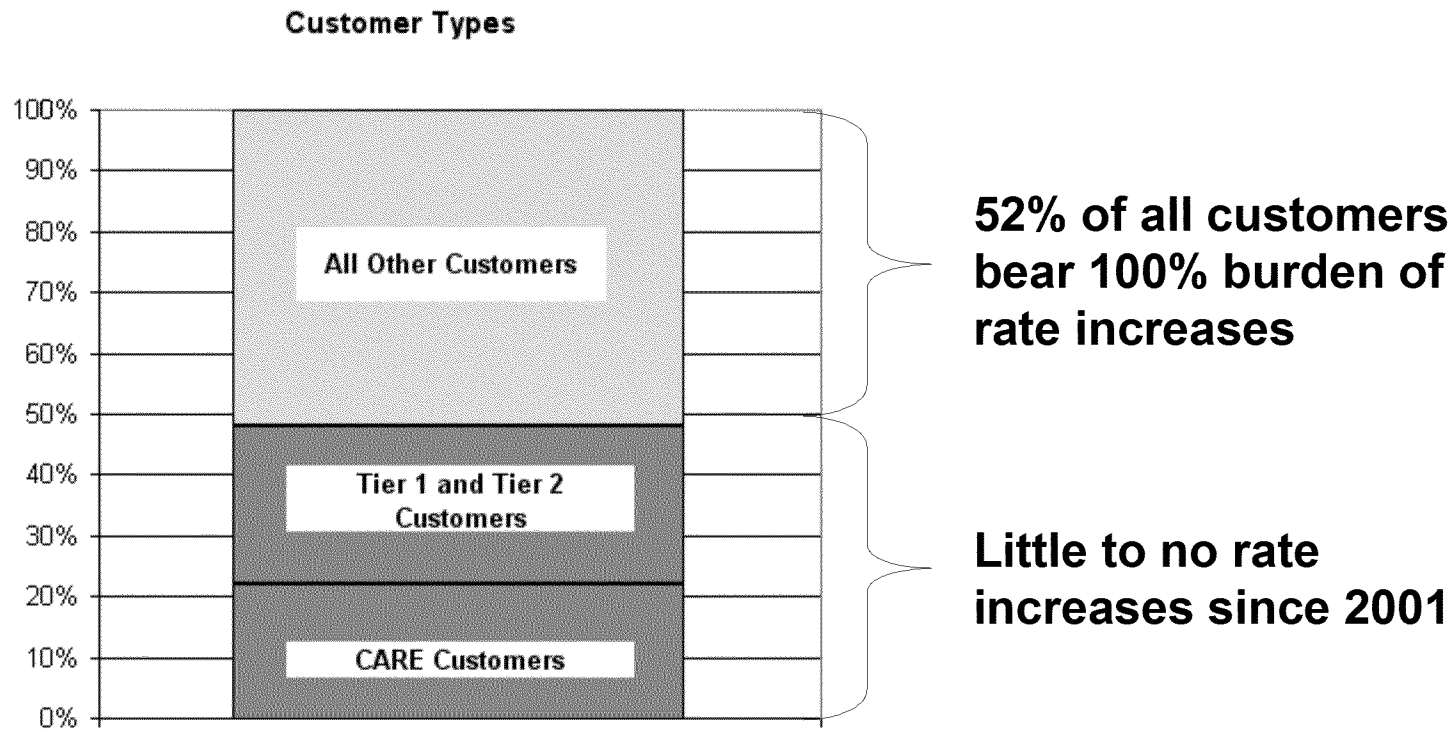 Customer Types
100%
90%
80%
70%
60%
50%
40%
30%
20%
10%
0%
All Other Customers
Tier 1 and Tier 2
Customers
CARE Customers
52% of all customers
bear 100% burden of
rate increases
Little to no rate
increases since 2001